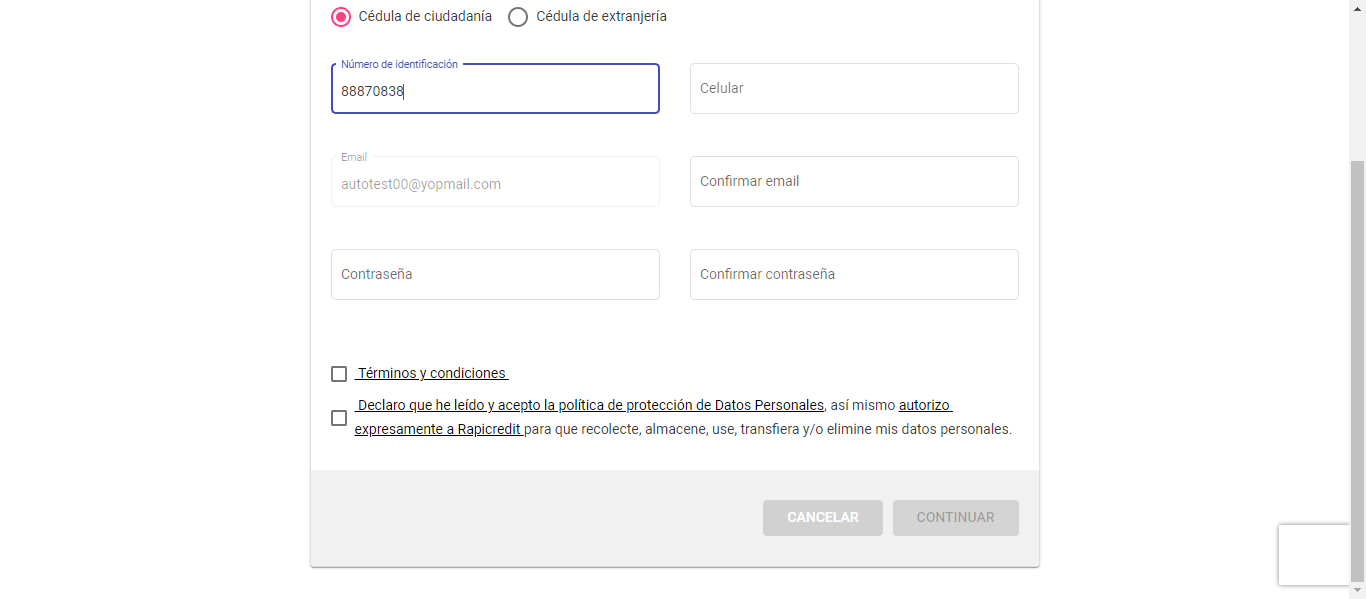 Cédula de ciudadanía Cédula de extranjería
Número de identificación
88870838
Celular
Email
autotest00@yopmail.com
Confirmar email
Contraseña
Confirmar contraseña
Términos y condiciones
Declaro que he leído y acepto la política de protección de Datos Personales, así mismo autorizo
expresamente a Rapicredit para que recolecte, almacene, use, transfiera y/o elimine mis datos personales.
CANCELAR
CONTINUAR